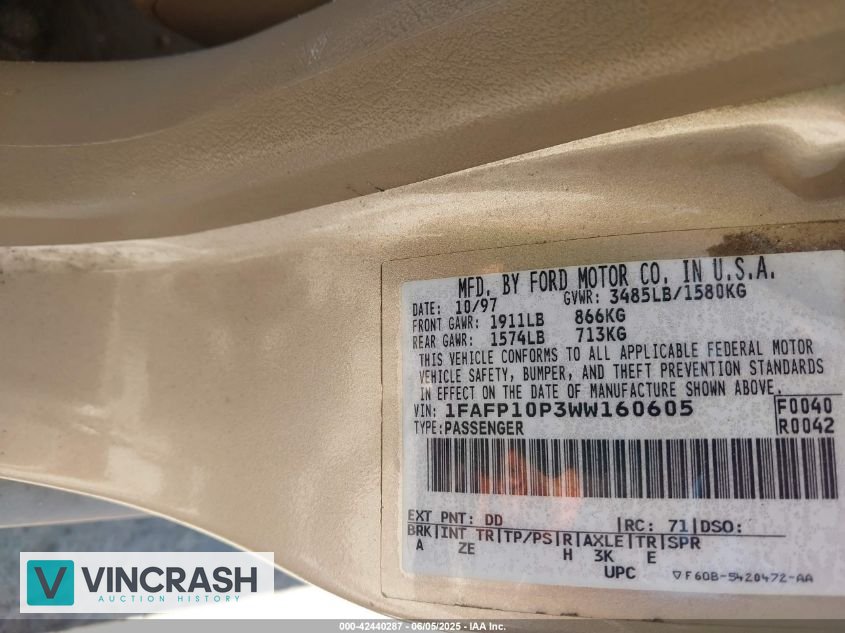 MFD. BY FORD MOTOR CO. IN U.S.A.
DATE: 10/97 GVWR: 3485LB/1580KG
FRONT GAWR: 1911LB 866KG
REAR GAWR: 1574LB 713KG
THIS VEHICLE CONFORMS TO ALL APPLICABLE FEDERAL MOTOR
VEHICLE SAFETY, BUMPER, AND THEFT PREVENTION STANDARDS
IN EFFECT ON THE DATE OF MANUFACTURE SHOWN ABOVE.
VIN: 1FAFP10P3WW160605 F0040
TYPE: PASSENGER R0042
EXT PNT: DD RC: 71 DSO:
BRK INT TR TP/PS R AXLE TR SPR
A ZE H 3K E
UPC F60B-5420472-AA
VINCRASH
AUCTION HISTORY
000-42440287 - 06/05/2025 - IAA Inc.